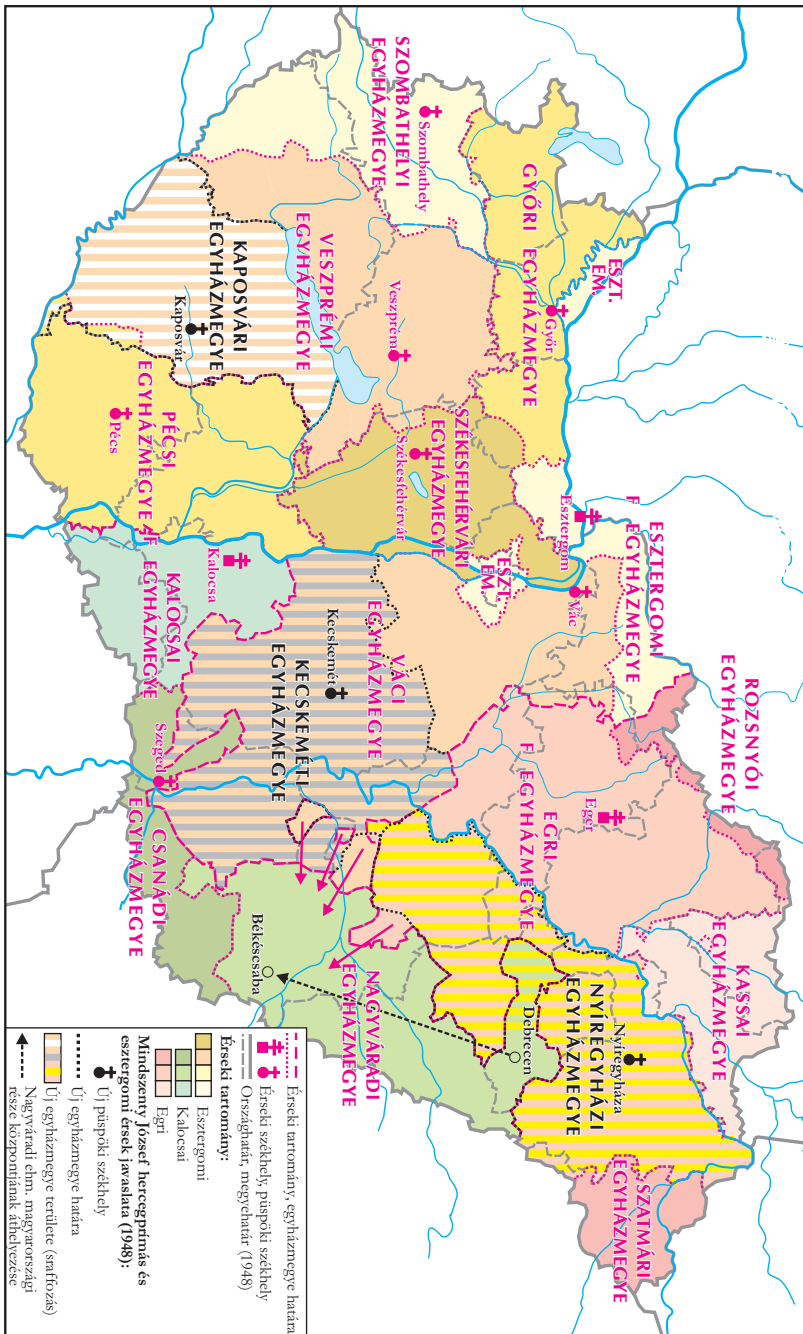 SZOMBATHELYI
EGYHÁZMEGYE
Szombathely
GYŐRI EGYHÁZMEGYE
Győr
ESZT.
EM.
VESZPRÉMI
EGYHÁZMEGYE
Veszprém
KAPOSVÁRI
EGYHÁZMEGYE
Kaposvár
PÉCSI
EGYHÁZMEGYE
Pécs
SZÉKESFEHÉRVÁRI
EGYHÁZMEGYE
Székesfehérvár
Esztergom
ESZTERGOMI
F EGYHÁZMEGYE
Vác
ESZT.
EM.
VÁCI
EGYHÁZMEGYE
Kecskemét
KECSKEMÉTI
EGYHÁZMEGYE
Kalocsa
KALOCSAI
F EGYHÁZMEGYE
Szeged
CSANÁDI
EGYHÁZMEGYE
ROZSNYÓI
EGYHÁZMEGYE
Eger
EGRI
F EGYHÁZMEGYE
KASSAI
EGYHÁZMEGYE
Nyíregyháza
NYÍREGYHÁZI
EGYHÁZMEGYE
Debrecen
SZATMÁRI
EGYHÁZMEGYE
NAGYVÁRADI
EGYHÁZMEGYE
Békéscsaba
Érseki tartomány, egyházmegye határa
Érseki székhely, püspöki székhely
Országhatár, megyehatár (1948)
Érseki tartomány:
Esztergomi
Kalocsai
Egri
Mindszenty József hercegprímás és
esztergomi érsek javaslata (1948):
Új püspöki székhely
Új egyházmegye határa
Új egyházmegye területe (sraffozás)
Nagyváradi ehm. magyarországi
része központjának áthelyezése